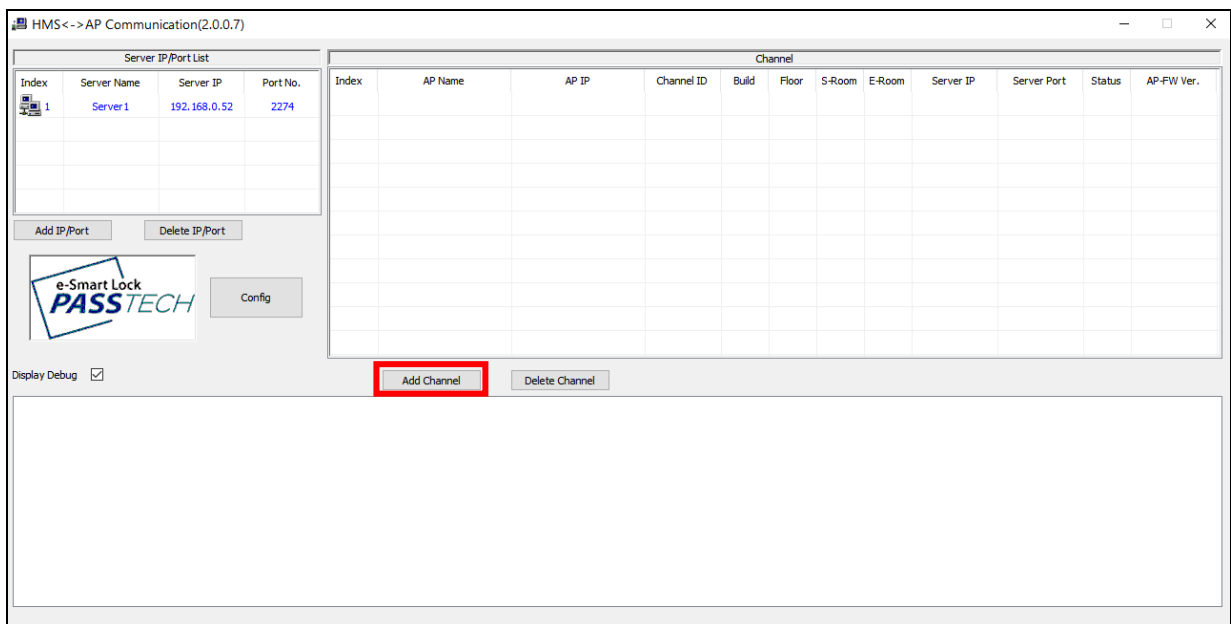 HMS<->AP Communication(2.0.0.7)
Server IP/Port List
Index Server Name Server IP Port No.
1 Server1 192.168.0.52 2274
Add IP/Port Delete IP/Port
e-Smart Lock
PASSTECH
Config
Channel
Index AP Name AP IP Channel ID Build Floor S-Room E-Room Server IP Server Port Status AP-FW Ver.
Display Debug
Add Channel Delete Channel